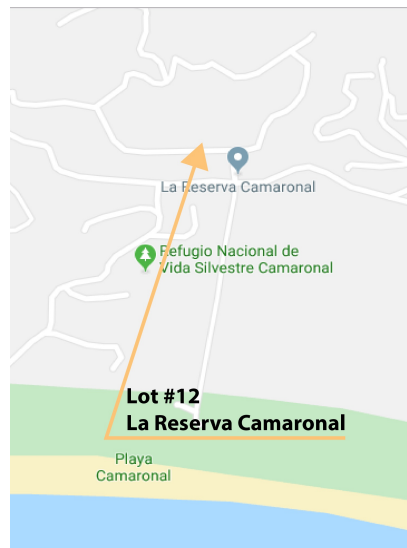 La Reserva Camaronal
Refugio Nacional de
Vida Silvestre Camaronal
Lot #12
La Reserva Camaronal
Playa
Camaronal